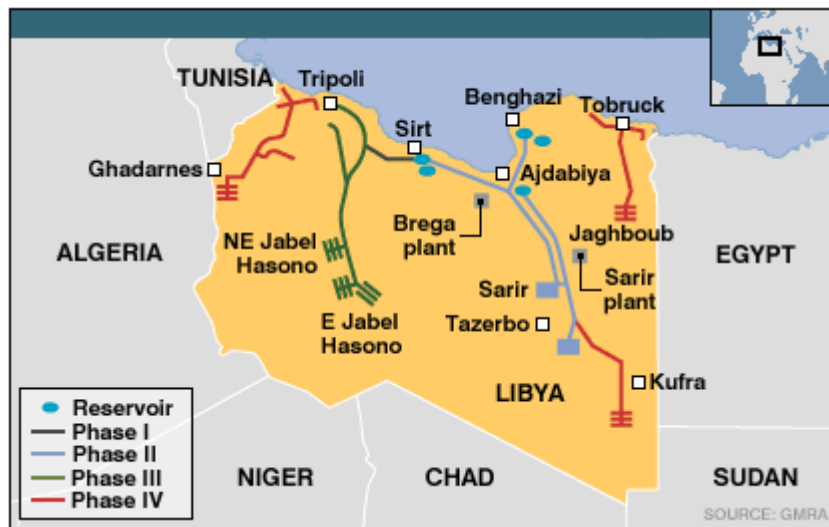 TUNISIA
Tripoli
Benghazi
Tobruck
Sirt
Ghadarnes
Ajdabiya
ALGERIA
NE Jabel
Hasono
Brega
plant
Jaghboub
EGYPT
Sarir
Sarir
plant
E Jabel
Hasono
Tazerbo
LIBYA
Kufra
Reservoir
Phase I
Phase II
Phase III
Phase IV
NIGER
CHAD
SUDAN
SOURCE: GMRA